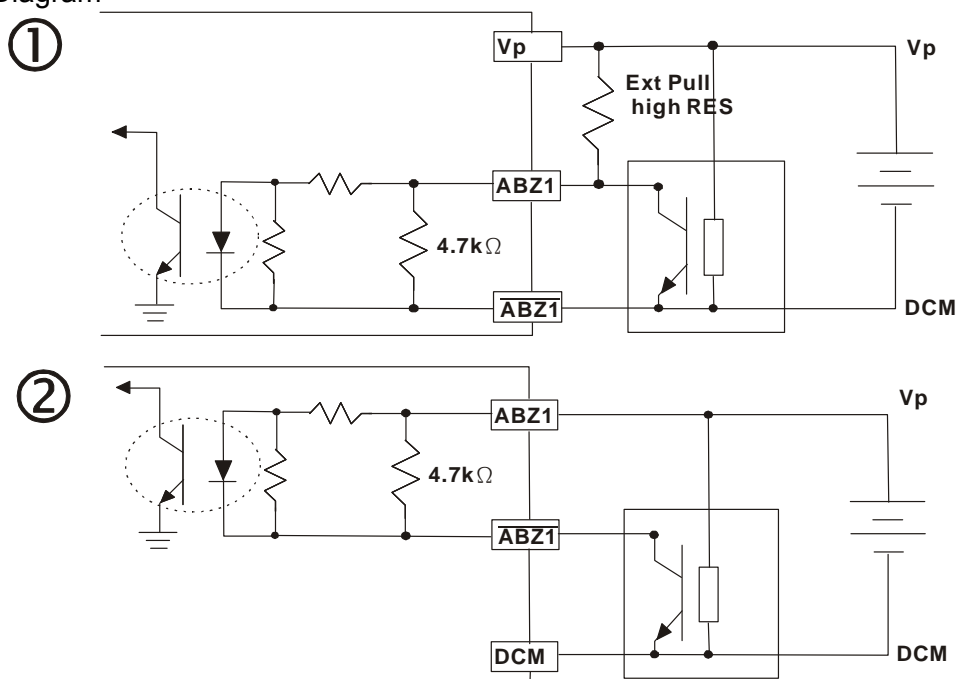 Diagram
①
Vp
Vp
Ext Pull
high RES
ABZ1
4.7kΩ
ABZ1
DCM
②
Vp
ABZ1
4.7kΩ
ABZ1
DCM
DCM